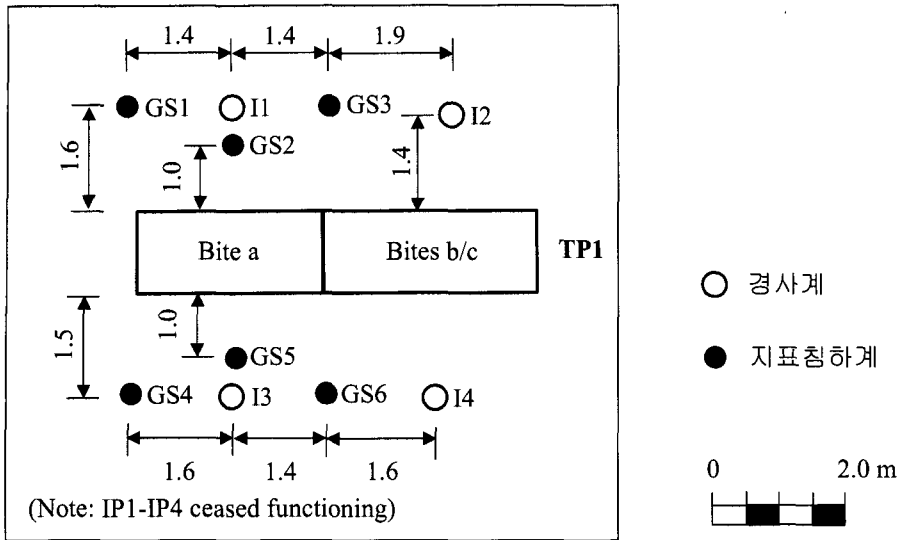 1.4 1.4 1.9
GS1 I1 GS3 I2
GS2
1.6 1.0 1.4
Bite a Bites b/c TP1
1.5 1.0
GS5
GS4 I3 GS6 I4
1.6 1.4 1.6
(Note: IP1-IP4 ceased functioning)
경사계
지표침하계
0 2.0 m